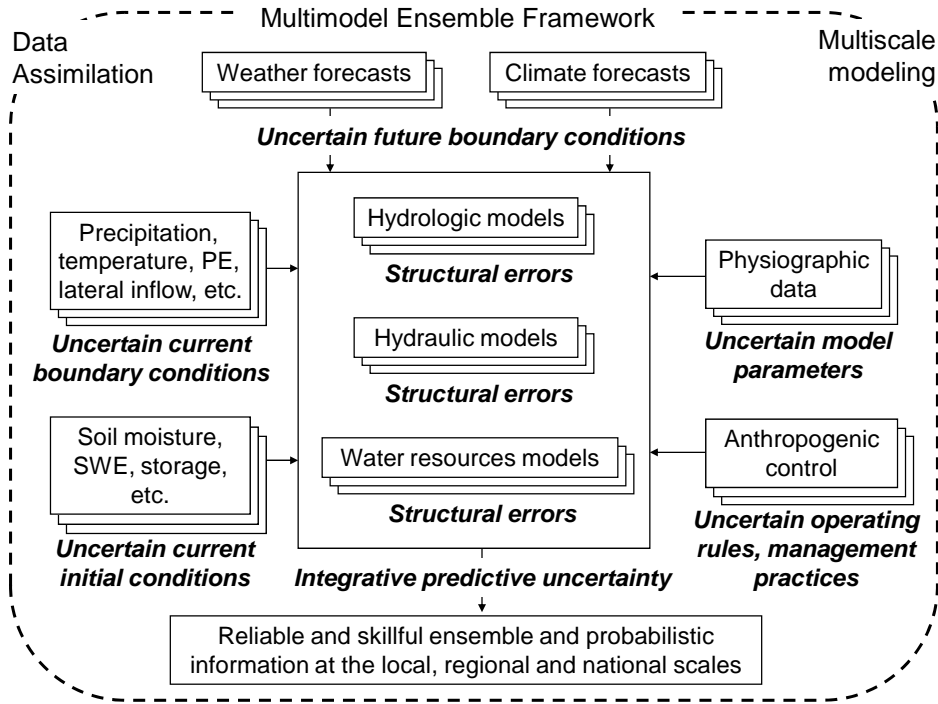 Multimodel Ensemble Framework
Data
Assimilation
Multiscale
modeling
Weather forecasts
Climate forecasts
Uncertain future boundary conditions
Hydrologic models
Structural errors
Hydraulic models
Structural errors
Water resources models
Structural errors
Precipitation,
temperature, PE,
lateral inflow, etc.
Uncertain current
boundary conditions
Soil moisture,
SWE, storage,
etc.
Uncertain current
initial conditions
Physiographic
data
Uncertain model
parameters
Anthropogenic
control
Uncertain operating
rules, management
practices
Integrative predictive uncertainty
Reliable and skillful ensemble and probabilistic
information at the local, regional and national scales